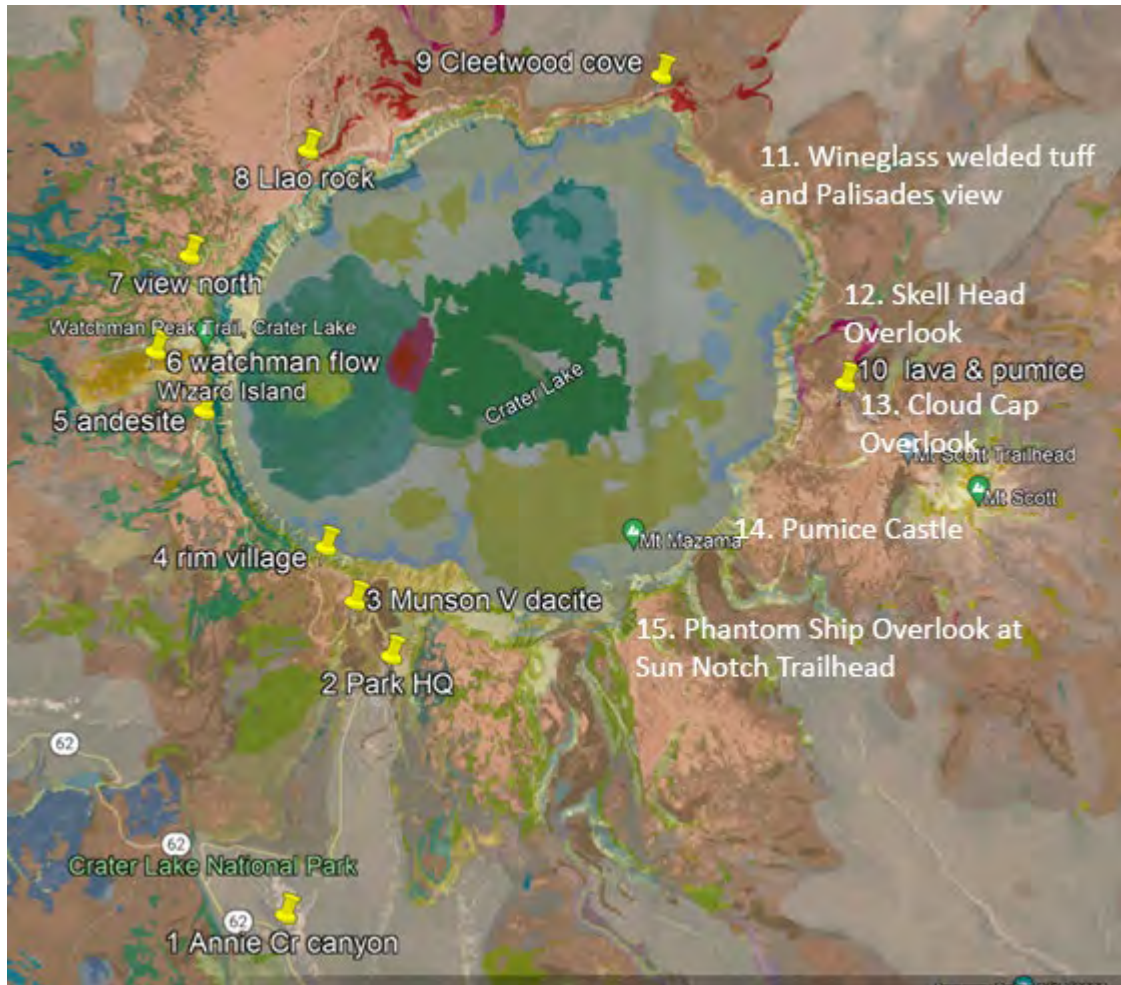 9 Cleetwood cove
11. Wineglass welded tuff
and Palisades view
8 Llao rock
7 view north
12. Skell Head
Overlook
Watchman Peak Trail, Crater Lake
6 watchman flow
10 lava & pumice
Wizard Island
Crater Lake
5 andesite
13. Cloud Cap
Overlook
Mt Scott Trailhead
Mt Scott
14. Pumice Castle
Mt Mazama
4 rim village
3 Munson V dacite
15. Phantom Ship Overlook at
Sun Notch Trailhead
2 Park HQ
62
62
Crater Lake National Park
62
1 Annie Cr canyon